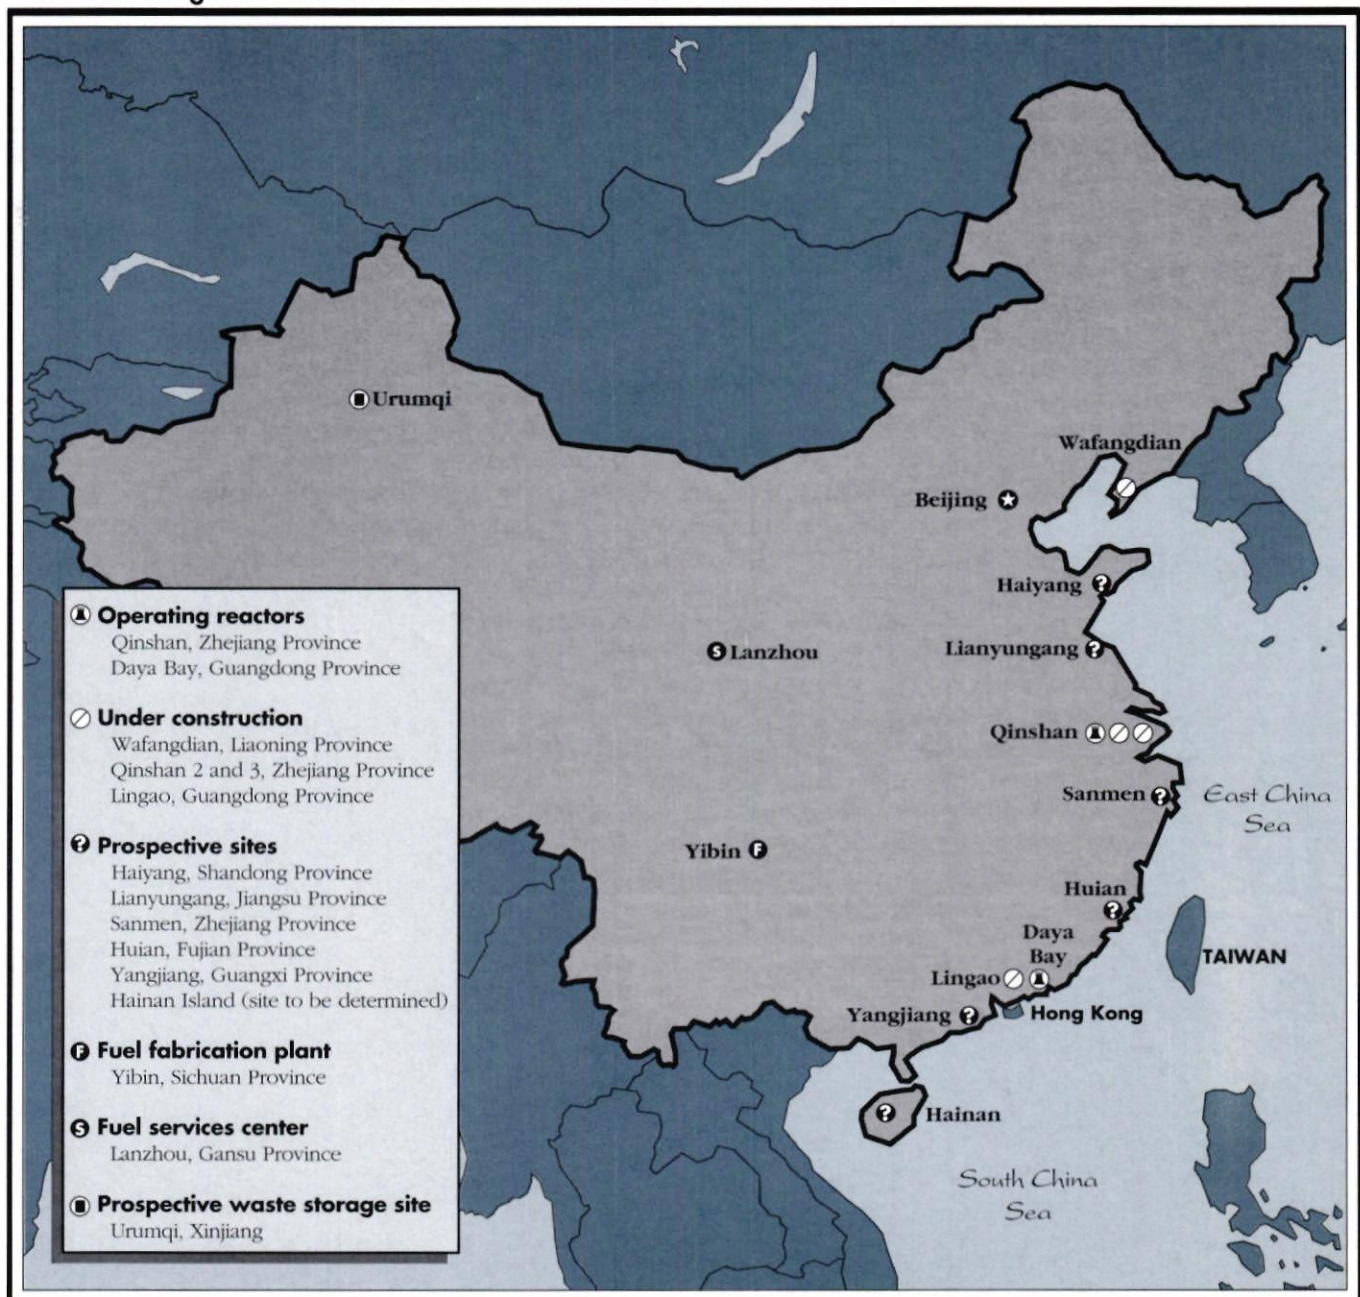 Urumqi
Wafangdian
Beijing
Haiyang
Lanzhou
Lianyungang
Qinshan
Sanmen
East China
Sea
Yibin
Huian
Daya
Bay
TAIWAN
Lingao
Yangjiang
Hong Kong
Hainan
South China
Sea
Operating reactors
Qinshan, Zhejiang Province
Daya Bay, Guangdong Province
Under construction
Wafangdian, Liaoning Province
Qinshan 2 and 3, Zhejiang Province
Lingao, Guangdong Province
? Prospective sites
Haiyang, Shandong Province
Lianyungang, Jiangsu Province
Sanmen, Zhejiang Province
Huian, Fujian Province
Yangjiang, Guangxi Province
Hainan Island (site to be determined)
F Fuel fabrication plant
Yibin, Sichuan Province
S Fuel services center
Lanzhou, Gansu Province
Prospective waste storage site
Urumqi, Xinjiang